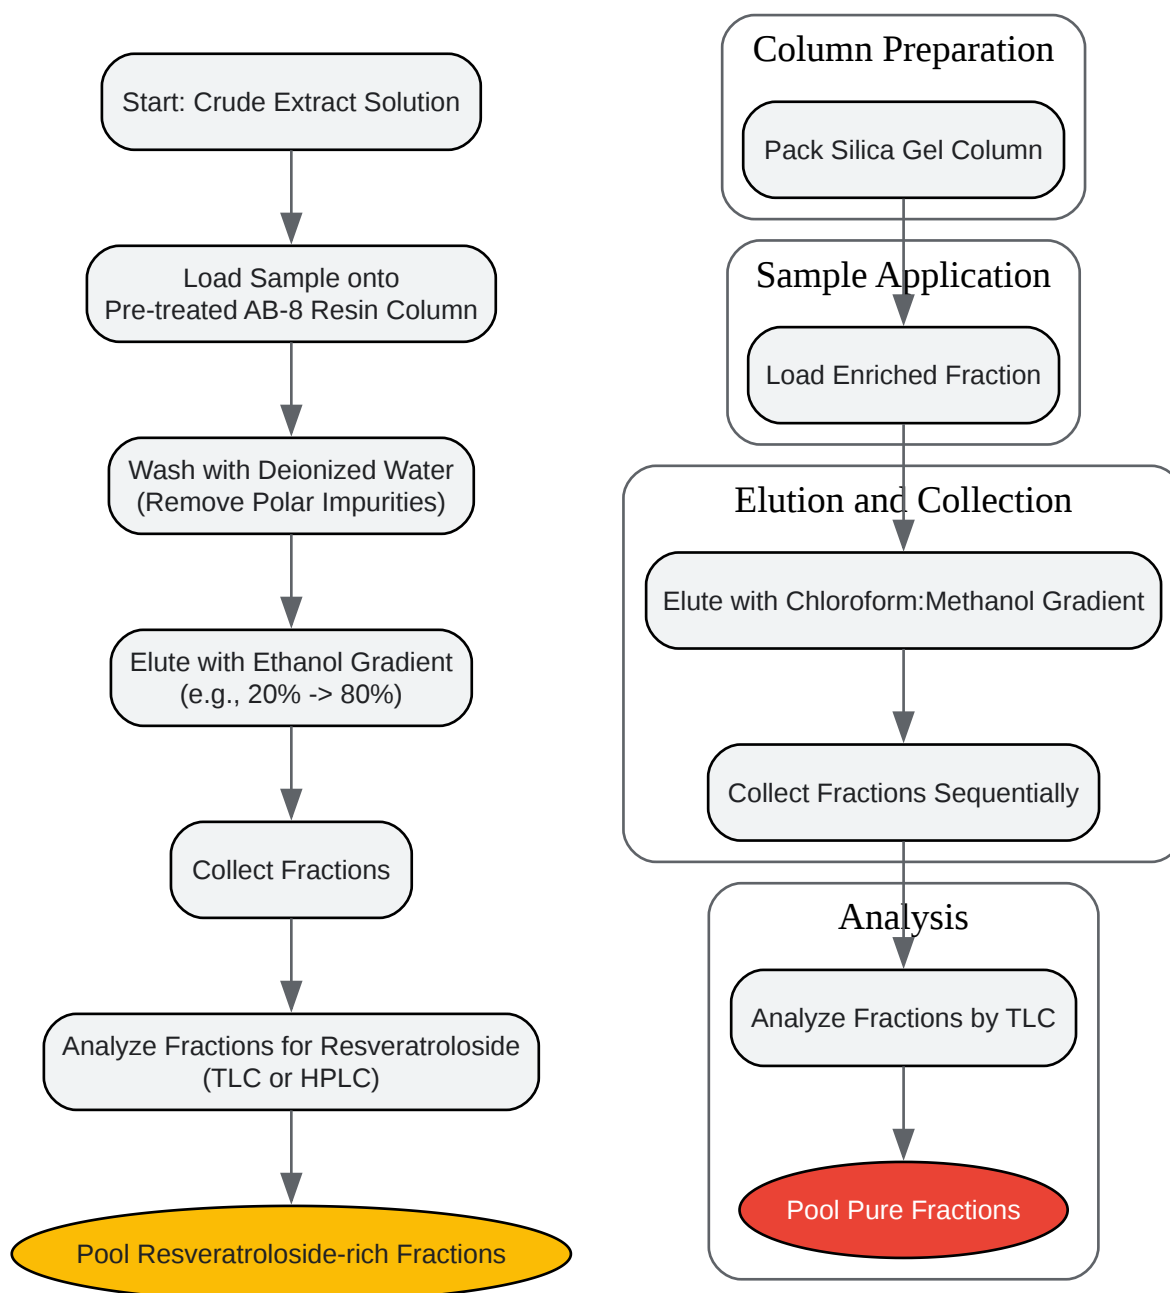 Start: Crude Extract Solution
Load Sample onto
Pre-treated AB-8 Resin Column
Wash with Deionized Water
(Remove Polar Impurities)
Elute with Ethanol Gradient
(e.g., 20% -> 80%)
Collect Fractions
Analyze Fractions for Resveratroloside
(TLC or HPLC)
Pool Resveratroloside-rich Fractions
Column Preparation
Pack Silica Gel Column
Sample Application
Load Enriched Fraction
Elution and Collection
Elute with Chloroform:Methanol Gradient
Collect Fractions Sequentially
Analysis
Analyze Fractions by TLC
Pool Pure Fractions